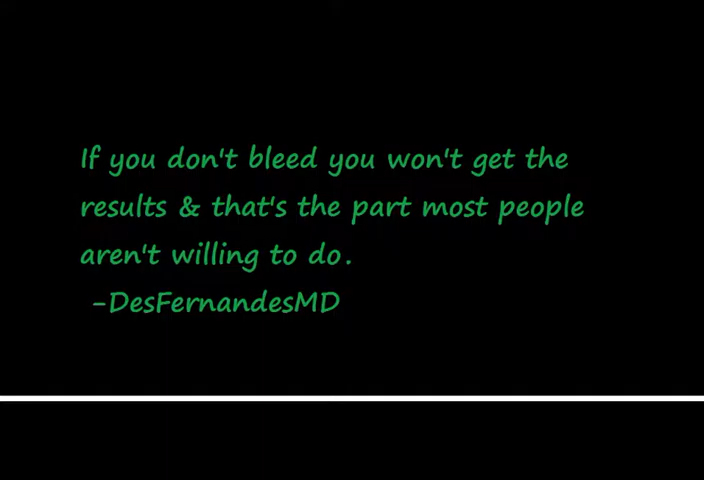 If you don't bleed you won't get the
results & that's the part most people
aren't willing to do.
-DesFernandesMD